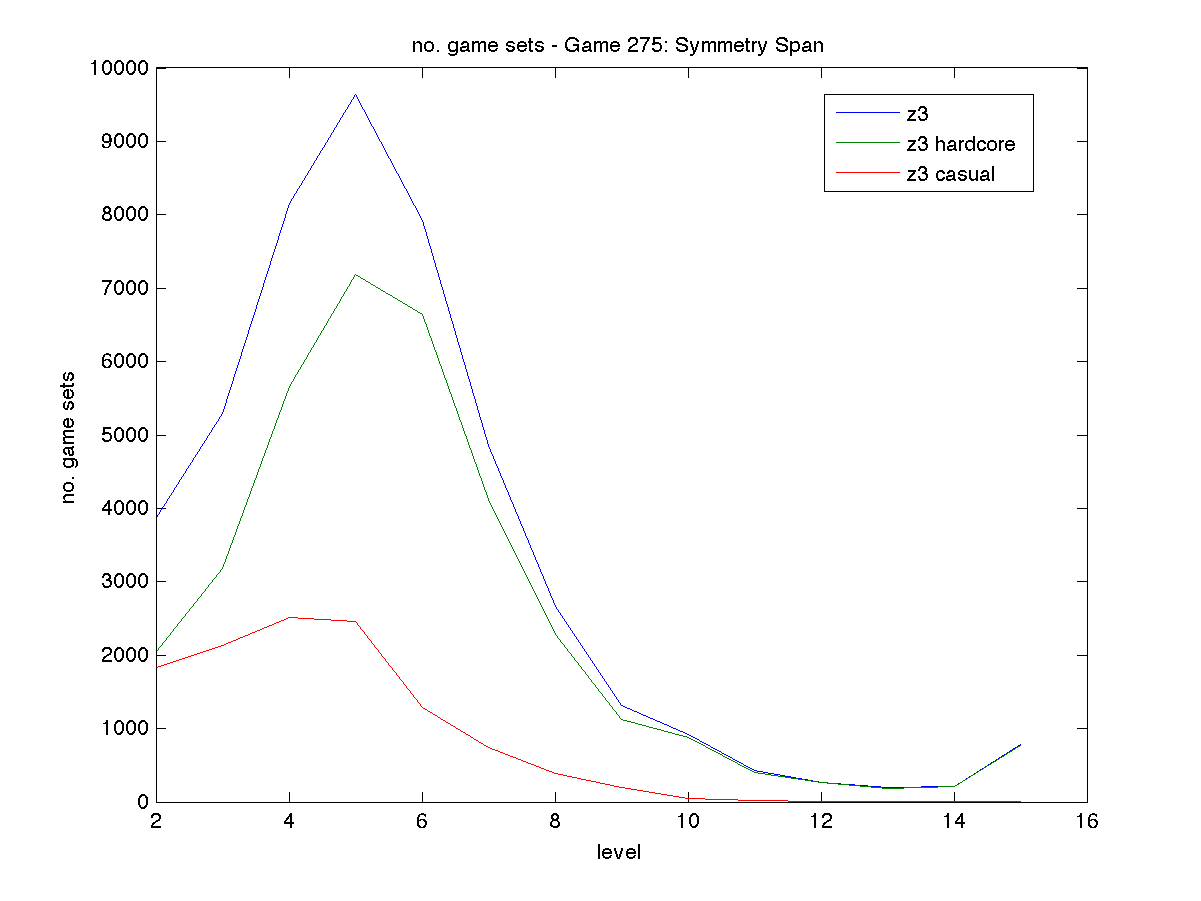 no. game sets - Game 275: Symmetry Span
10000
9000
8000
7000
6000
5000
4000
3000
2000
1000
0
no. game sets
z3
z3 hardcore
z3 casual
2 4 6 8 10 12 14 16
level